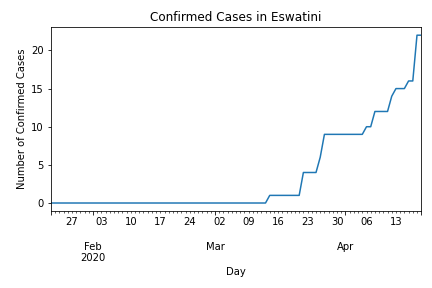 Confirmed Cases in Eswatini
Number of Confirmed Cases
20
15
10
5
0
27 03 10 17 24 02 09 16 23 30 06 13
Feb Mar Apr
2020
Day